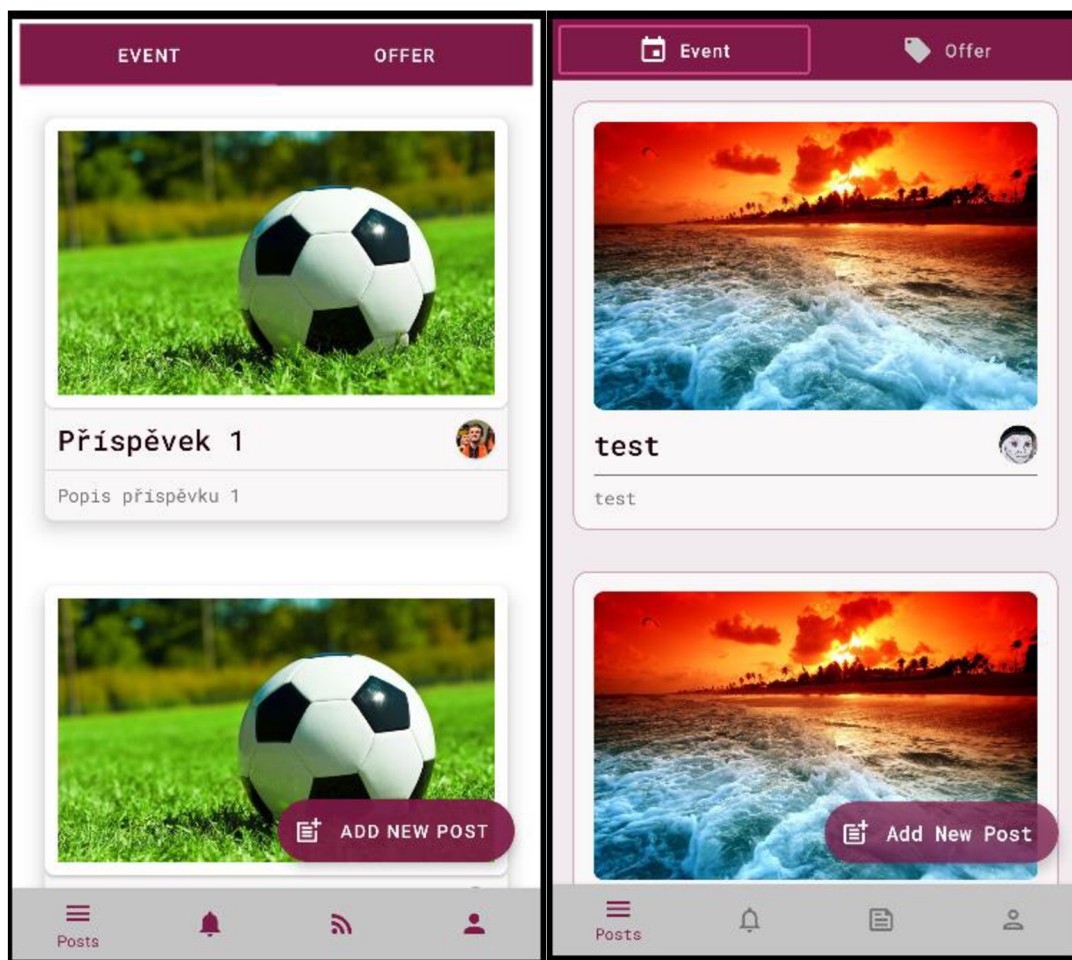 EVENT
OFFER
Příspěvek 1
Popis příspěvku 1
ADD NEW POST
Posts
Event
Offer
test
test
Add New Post
Posts